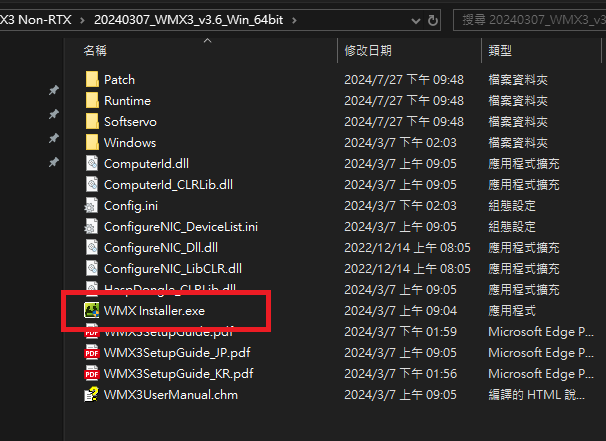 X3 Non-RTX > 20240307_WMX3_v3.6_Win_64bit 搜尋 20240307_WMX3_v3
名稱 修改日期 類型
Patch 2024/7/27 下午 09:48 檔案資料夾
Runtime 2024/7/27 下午 09:48 檔案資料夾
Softservo 2024/7/27 下午 09:48 檔案資料夾
Windows 2024/3/7 下午 02:03 檔案資料夾
ComputerId.dll 2024/3/7 上午 09:05 應用程式擴充
ComputerId_CLRLib.dll 2024/3/7 上午 09:05 應用程式擴充
Config.ini 2024/3/7 下午 02:03 組態設定
ConfigureNIC_DeviceList.ini 2024/3/7 上午 09:05 組態設定
ConfigureNIC_Dll.dll 2022/12/14 上午 08:05 應用程式擴充
ConfigureNIC_LibCLR.dll 2022/12/14 上午 08:05 應用程式擴充
HaspDongle_CLRLib.dll 2024/3/7 上午 09:05 應用程式擴充
WMX Installer.exe 2024/3/7 上午 09:04 應用程式
WMX3SetupGuide.pdf 2024/3/7 下午 01:59 Microsoft Edge P...
WMX3SetupGuide_JP.pdf 2024/3/7 上午 09:05 Microsoft Edge P...
WMX3SetupGuide_KR.pdf 2024/3/7 下午 01:56 Microsoft Edge P...
WMX3UserManual.chm 2024/3/7 上午 09:05 編譯的 HTML 說...